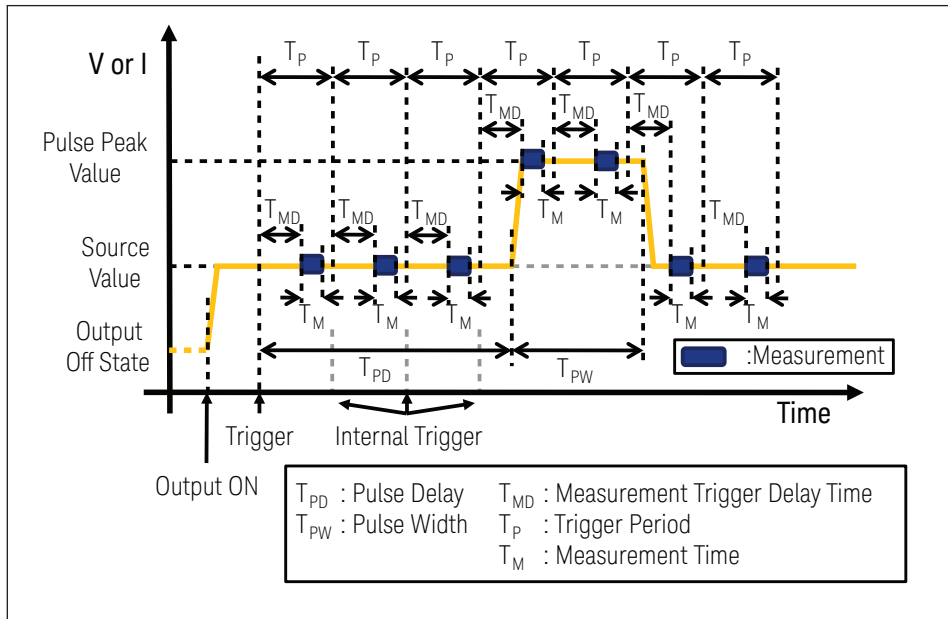 V or I
T_P T_P T_P T_P T_P T_P T_P
T_MD T_MD T_MD
Pulse Peak
Value
T_M T_M
T_MD T_MD T_MD T_MD
Source
Value
T_M T_M T_M T_M T_M
Output
Off State
:Measurement
T_PD T_PW
Time
Trigger Internal Trigger
Output ON
T_PD : Pulse Delay
T_PW : Pulse Width
T_MD : Measurement Trigger Delay Time
T_P : Trigger Period
T_M : Measurement Time